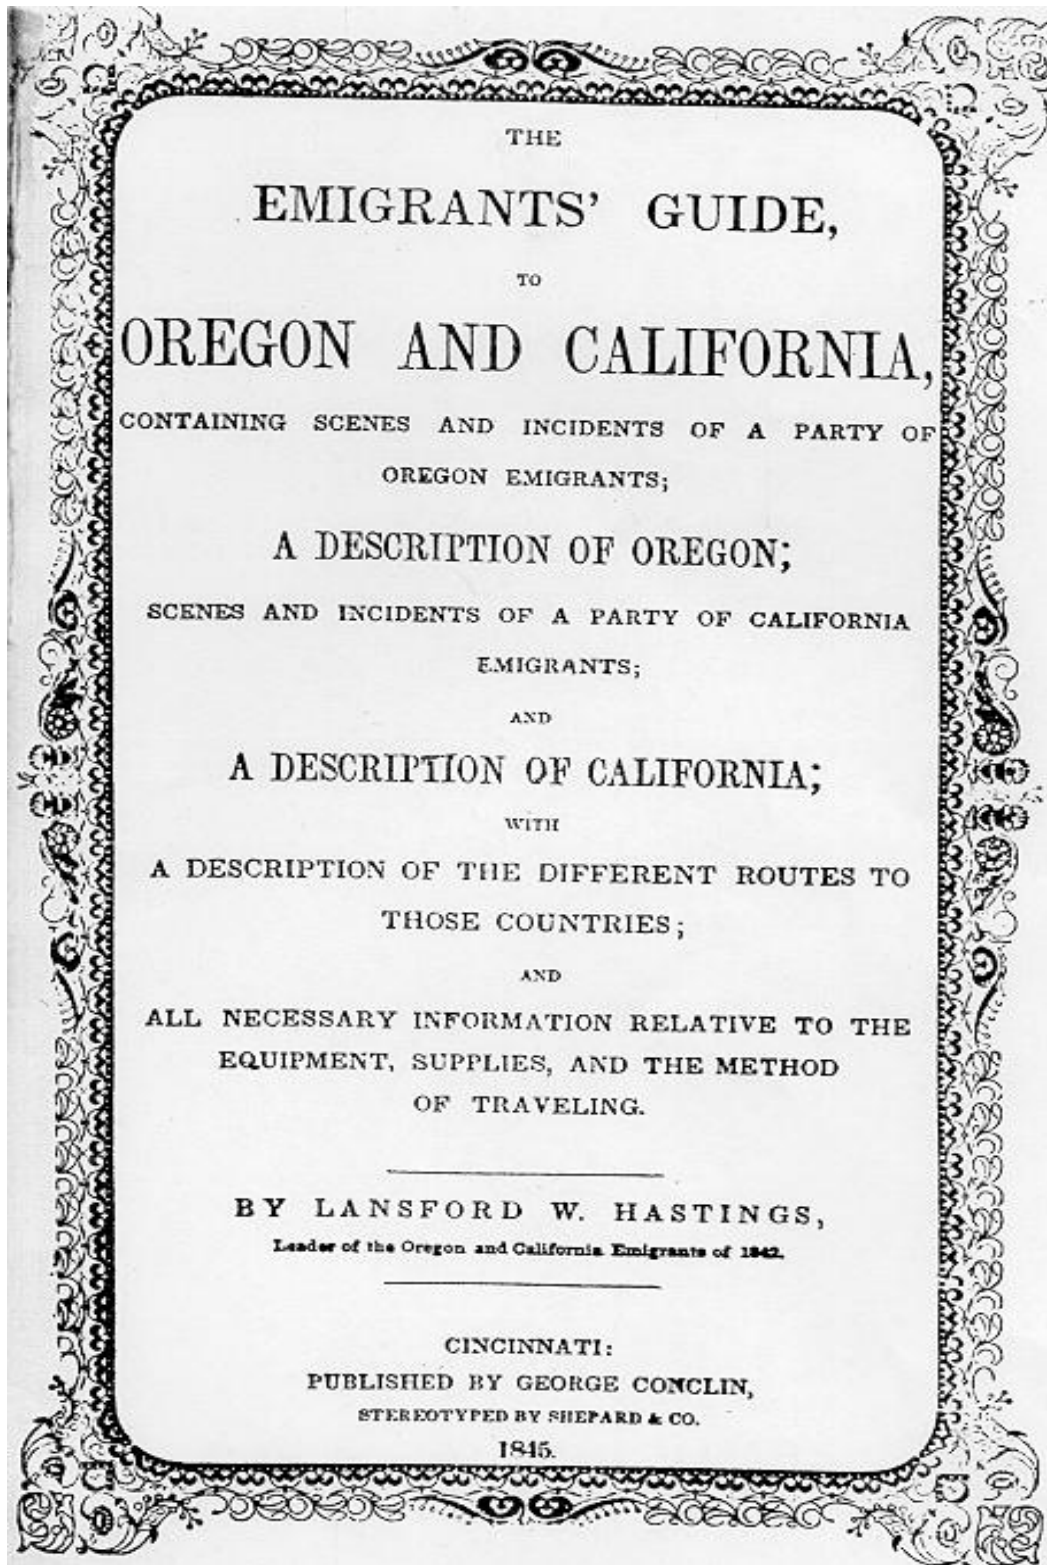 THE
EMIGRANTS' GUIDE,
TO
OREGON AND CALIFORNIA,
CONTAINING SCENES AND INCIDENTS OF A PARTY OF
OREGON EMIGRANTS;
A DESCRIPTION OF OREGON;
SCENES AND INCIDENTS OF A PARTY OF CALIFORNIA
EMIGRANTS;
AND
A DESCRIPTION OF CALIFORNIA;
WITH
A DESCRIPTION OF THE DIFFERENT ROUTES TO
THOSE COUNTRIES;
AND
ALL NECESSARY INFORMATION RELATIVE TO THE
EQUIPMENT, SUPPLIES, AND THE METHOD
OF TRAVELING.
BY LANSFORD W. HASTINGS,
Leader of the Oregon and California Emigrants of 1842.
CINCINNATI:
PUBLISHED BY GEORGE CONCLIN,
STEREOTYPED BY SHEPARD & CO.
1845.